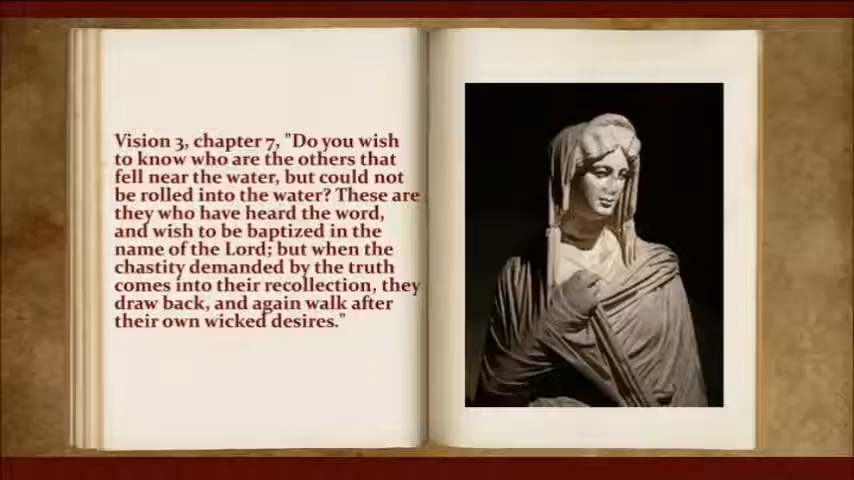 Vision 3, chapter 7, "Do you wish
to know who are the others that
fell near the water, but could not
be rolled into the water? These are
they who have heard the word,
and wish to be baptized in the
name of the Lord; but when the
chastity demanded by the truth
comes into their recollection, they
draw back, and again walk after
their own wicked desires."